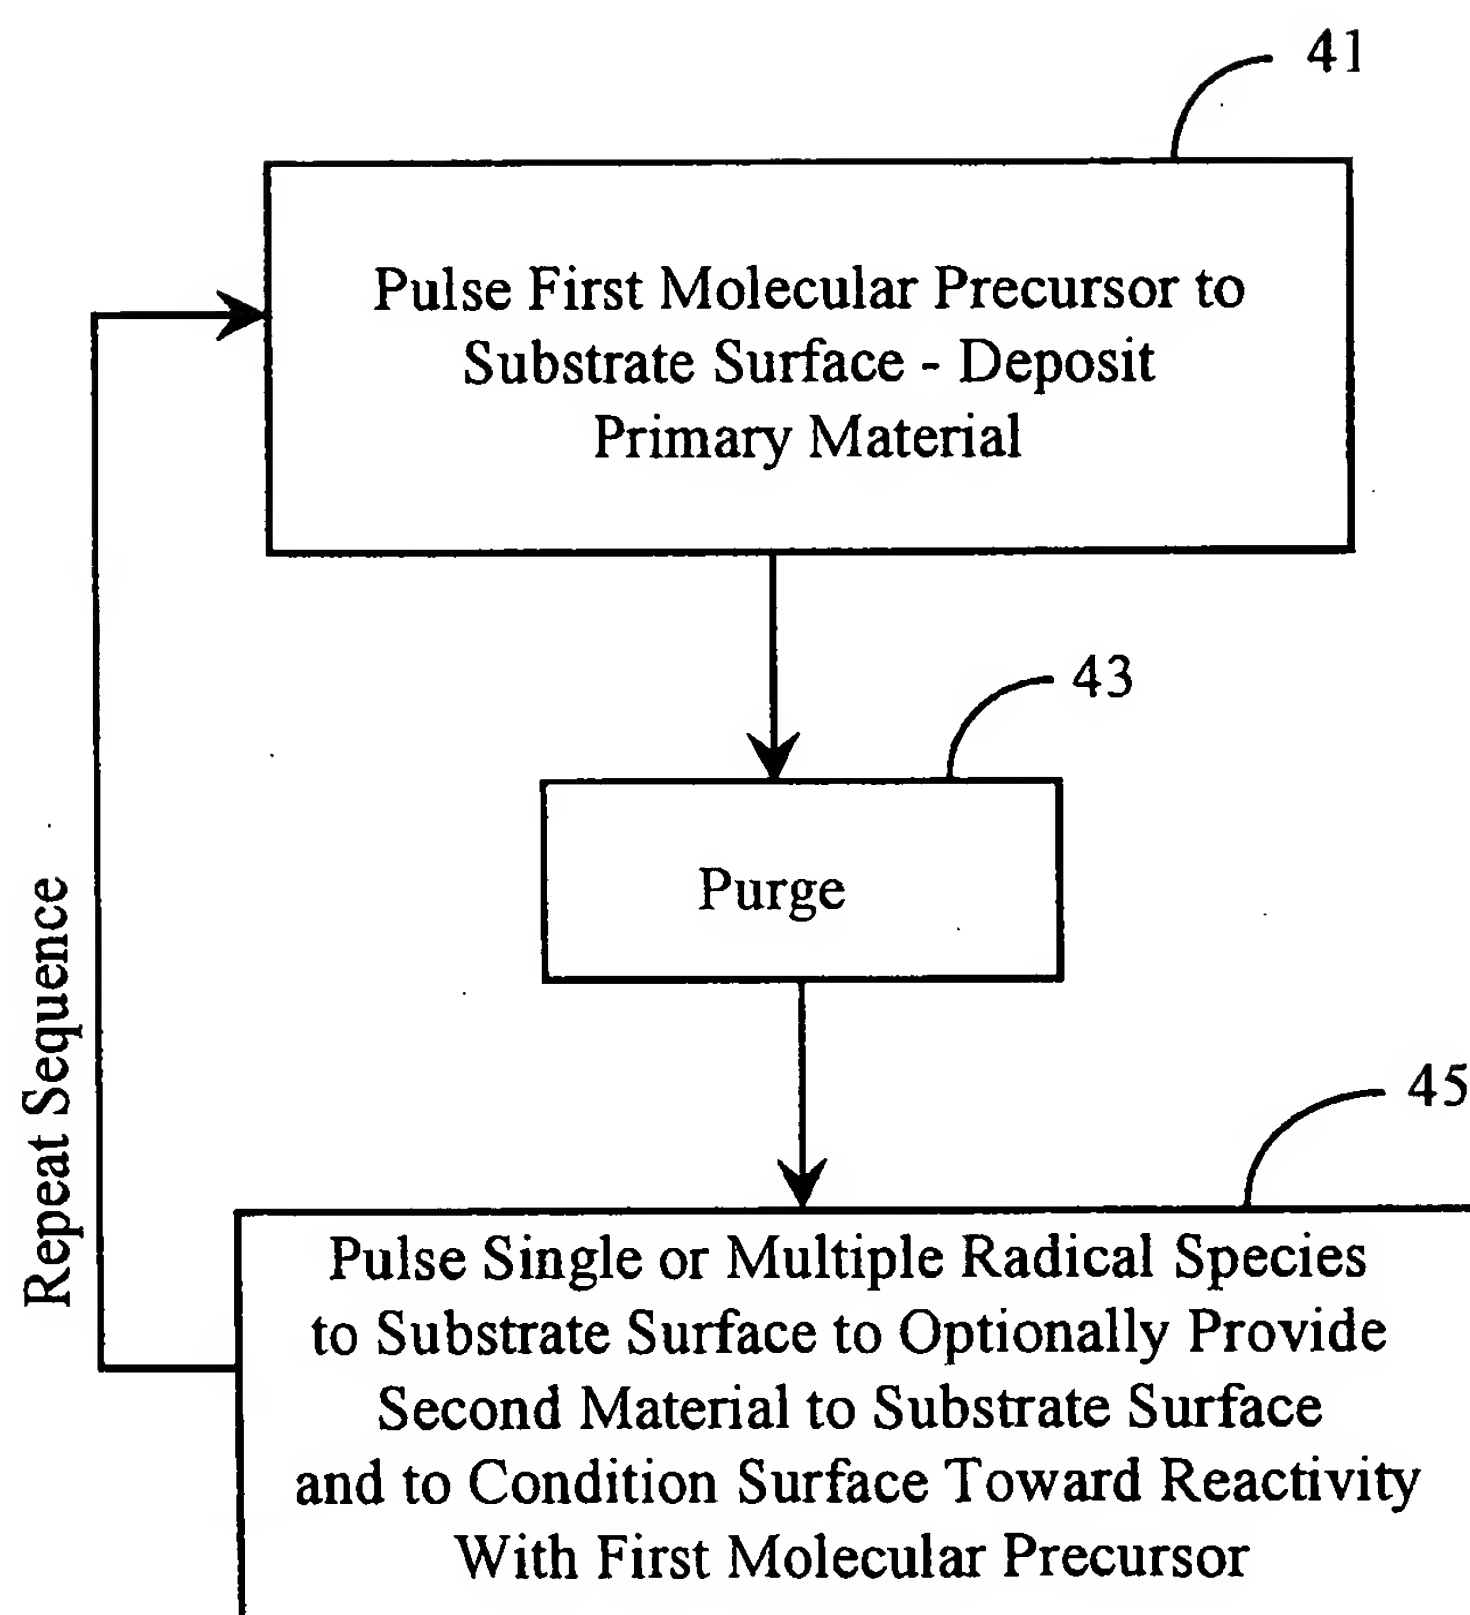 41
Pulse First Molecular Precursor to
Substrate Surface - Deposit
Primary Material
43
Purge
45
Pulse Single or Multiple Radical Species
to Substrate Surface to Optionally Provide
Second Material to Substrate Surface
and to Condition Surface Toward Reactivity
With First Molecular Precursor
Repeat Sequence